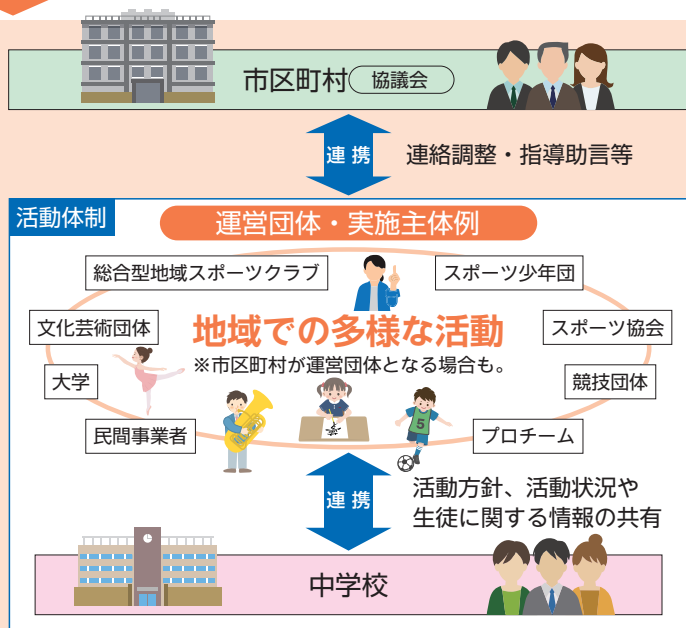 市区町村 協議会
連携 連絡調整・指導助言等
活動体制
運営団体・実施主体例
総合型地域スポーツクラブ
スポーツ少年団
文化芸術団体
地域での多様な活動
スポーツ協会
※市区町村が運営団体となる場合も。
大学
競技団体
民間事業者
5
プロチーム
連携
活動方針、活動状況や
生徒に関する情報の共有
中学校